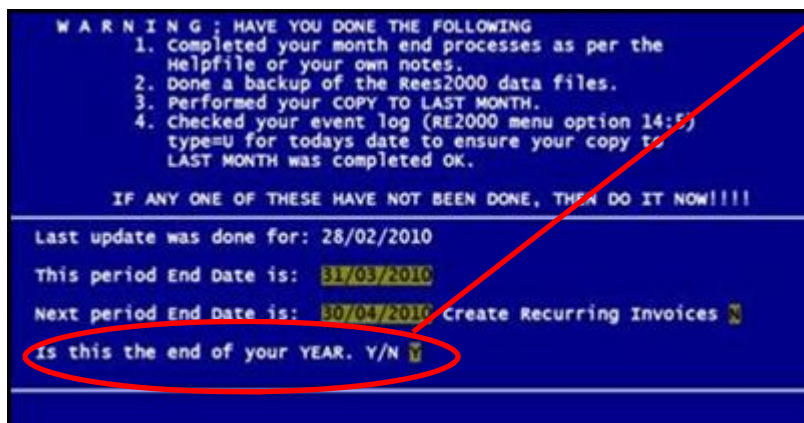 W A R N I N G : HAVE YOU DONE THE FOLLOWING
1. Completed your month end processes as per the
Helpfile or your own notes.
2. Done a backup of the Rees2000 data files.
3. Performed your COPY TO LAST MONTH.
4. Checked your event log (RE2000 menu option 14:5)
type=U for todays date to ensure your copy to
LAST MONTH was completed OK.
IF ANY ONE OF THESE HAVE NOT BEEN DONE, THEN DO IT NOW!!!!
Last update was done for: 28/02/2010
This period End Date is: 31/03/2010
Next period End Date is: 30/04/2010 Create Recurring Invoices N
Is this the end of your YEAR. Y/N Y